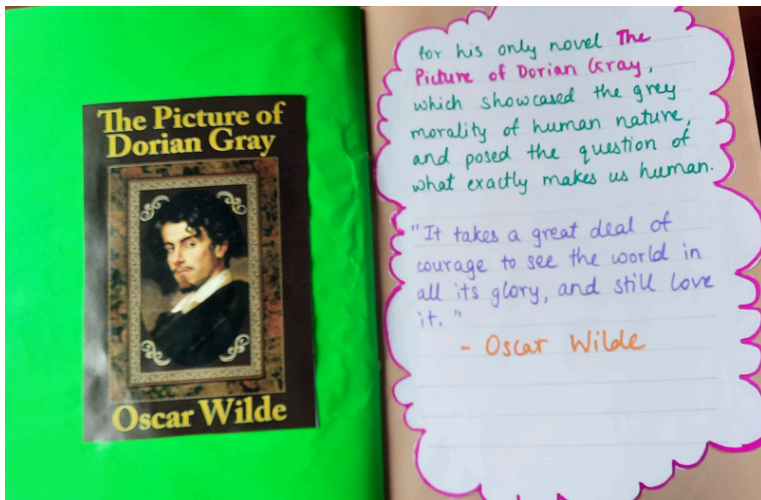 The Picture of
Dorian Gray
Oscar Wilde
for his only novel The
Picture of Dorian Gray,
which showcased the grey
morality of human nature,
and posed the question of
what exactly makes us human.
"It takes a great deal of
courage to see the world in
all its glory, and still love
it."
- Oscar Wilde